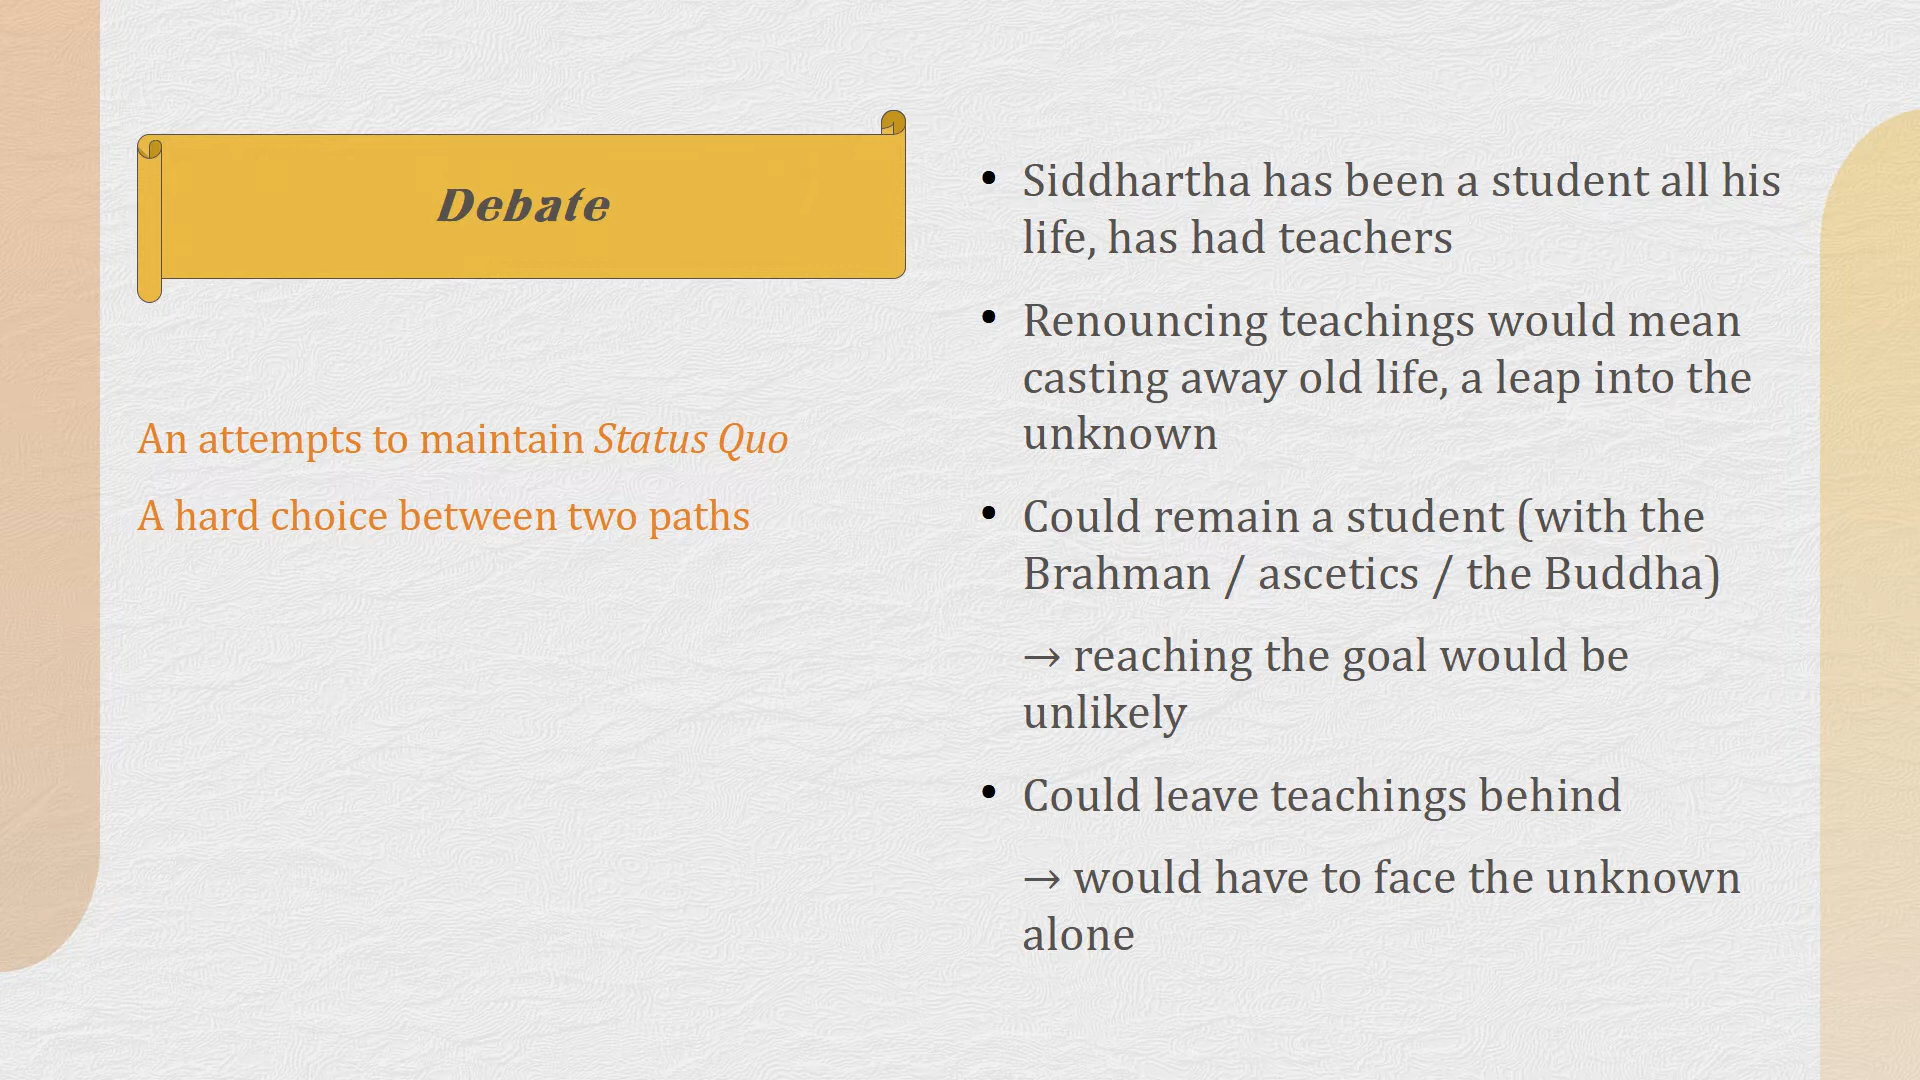 Debate
An attempts to maintain Status Quo
A hard choice between two paths
• Siddhartha has been a student all his
life, has had teachers
• Renouncing teachings would mean
casting away old life, a leap into the
unknown
• Could remain a student (with the
Brahman / ascetics / the Buddha)
→ reaching the goal would be
unlikely
• Could leave teachings behind
→ would have to face the unknown
alone